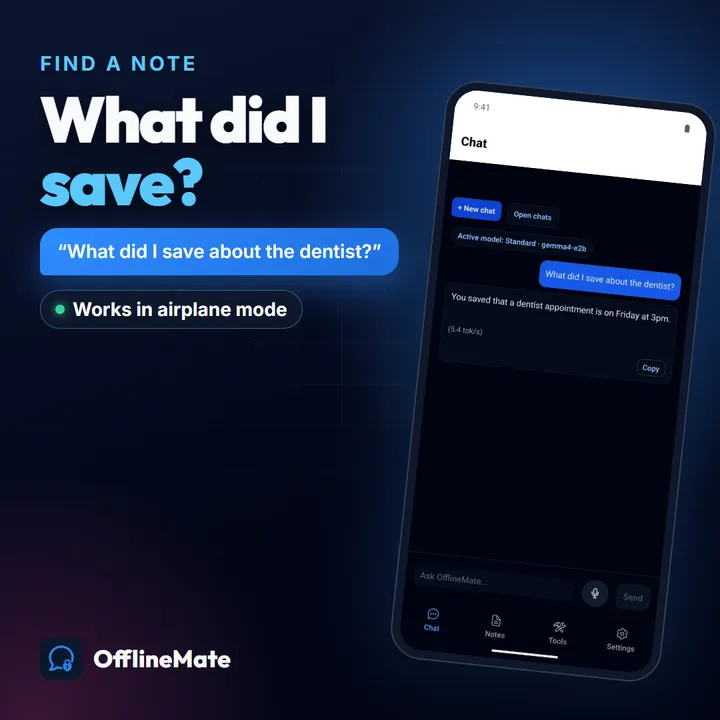 FIND A NOTE
What did I
save?
“What did I save about the dentist?”
Works in airplane mode
9:41
Chat
+ New chat
Open chats
Active model: Standard · gemma4-e2b
What did I save about the dentist?
You saved that a dentist appointment is on Friday at 3pm.
(5.4 tok/s)
Copy
Ask OfflineMate...
Send
Chat
Notes
Tools
Settings
OfflineMate